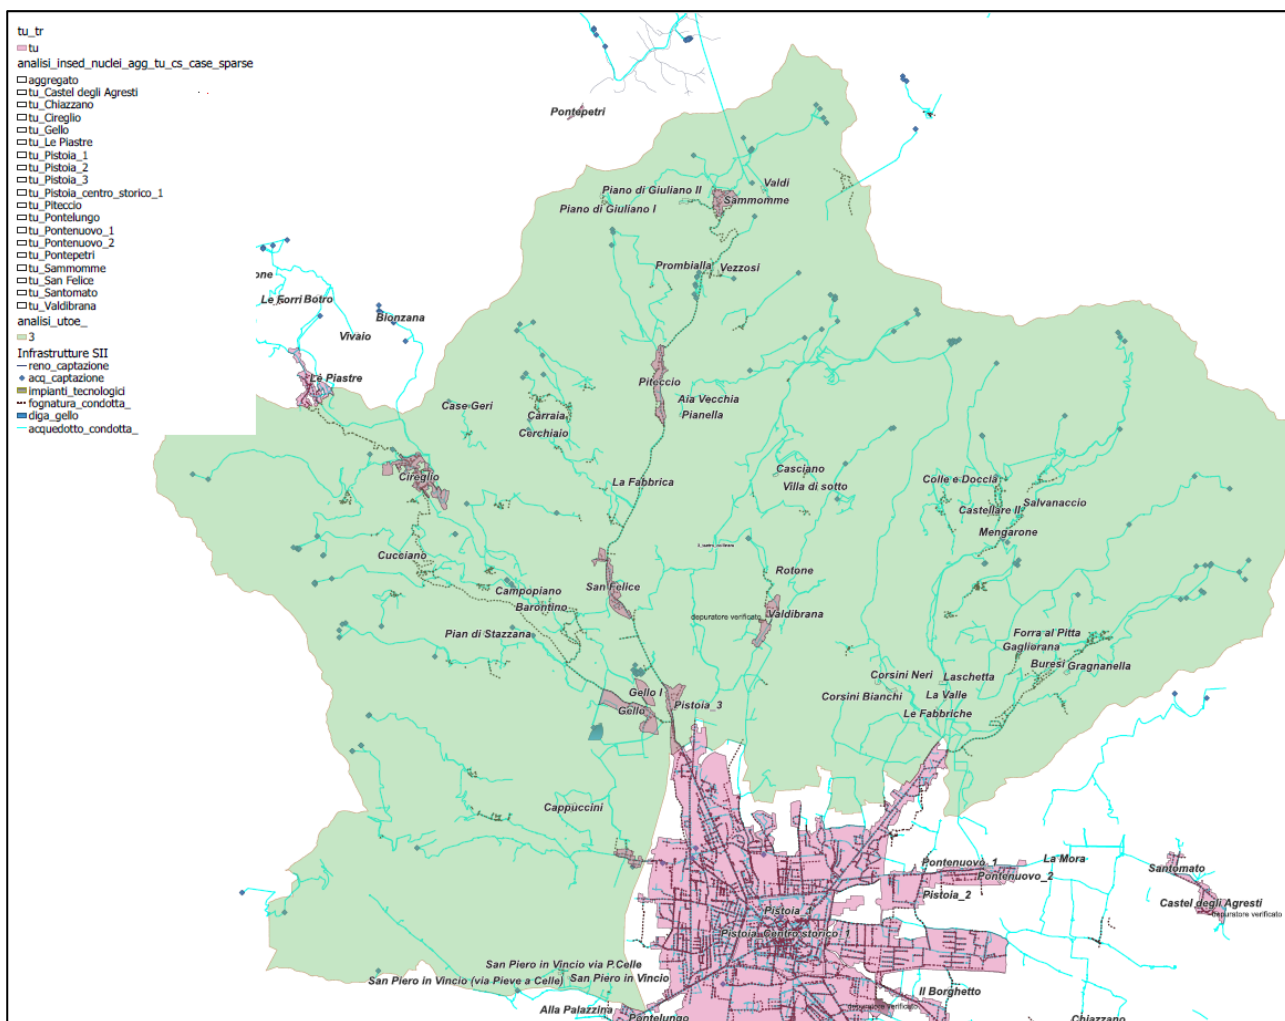 tu_tr
tu
analisi_insed_nuclei_agg_tu_cs_case_sparse
aggregato
tu_Castel degli Agresti
tu_Chiazzano
tu_Cireglio
tu_Gello
tu_Le Piastre
tu_Pistoia_1
tu_Pistoia_2
tu_Pistoia_3
tu_Pistoia_centro_storico_1
tu_Piteccio
tu_Pontelungo
tu_Pontenuovo_1
tu_Pontenuovo_2
tu_Pontepetri
tu_Sammomme
tu_San Felice
tu_Santomato
tu_Valdibrana
analisi_utoe_
3
Infrastrutture SII
reno_captazione
acq_captazione
impianti_tecnologici
fognatura_condotta_
diga_gello
acquedotto_condotta_
Pontepetri
Valdi
Piano di Giuliano II
Sammomme
Piano di Giuliano I
Prombialla
Vezzosi
one
Le Forri
Botro
Bionzana
Vivaio
Le Piastre
Piteccio
Aia Vecchia
Pianella
Case Geri
Carraia
Cerchiaio
Casciano
Villa di sotto
Cireglio
La Fabbrica
Colle e Doccia
Salvanaccio
Castellare II
Mengarone
Cucciano
Rotone
Campopiano
Barontino
San Felice
Valdibrana
depuratore verificato
Pian di Stazzana
Forra al Pitta
Gagliorana
Buresi
Gragnanella
Corsini Neri
Laschetta
Corsini Bianchi
La Valle
Le Fabbriche
Gello I
Gello
Pistoia_3
Cappuccini
Pontenuovo_1
La Mora
Pontenuovo_2
Santomato
Pistoia_2
Castel degli Agresti
depuratore verificato
Pistoia_1
Pistoia_Centro storico_1
San Piero in Vincio via P.Celle
San Piero in Vincio (via Pieve a Celle)
San Piero in Vincio
Il Borghetto
depuratore verificato
Alla Palazzina
Pontelungo
Chiazzano